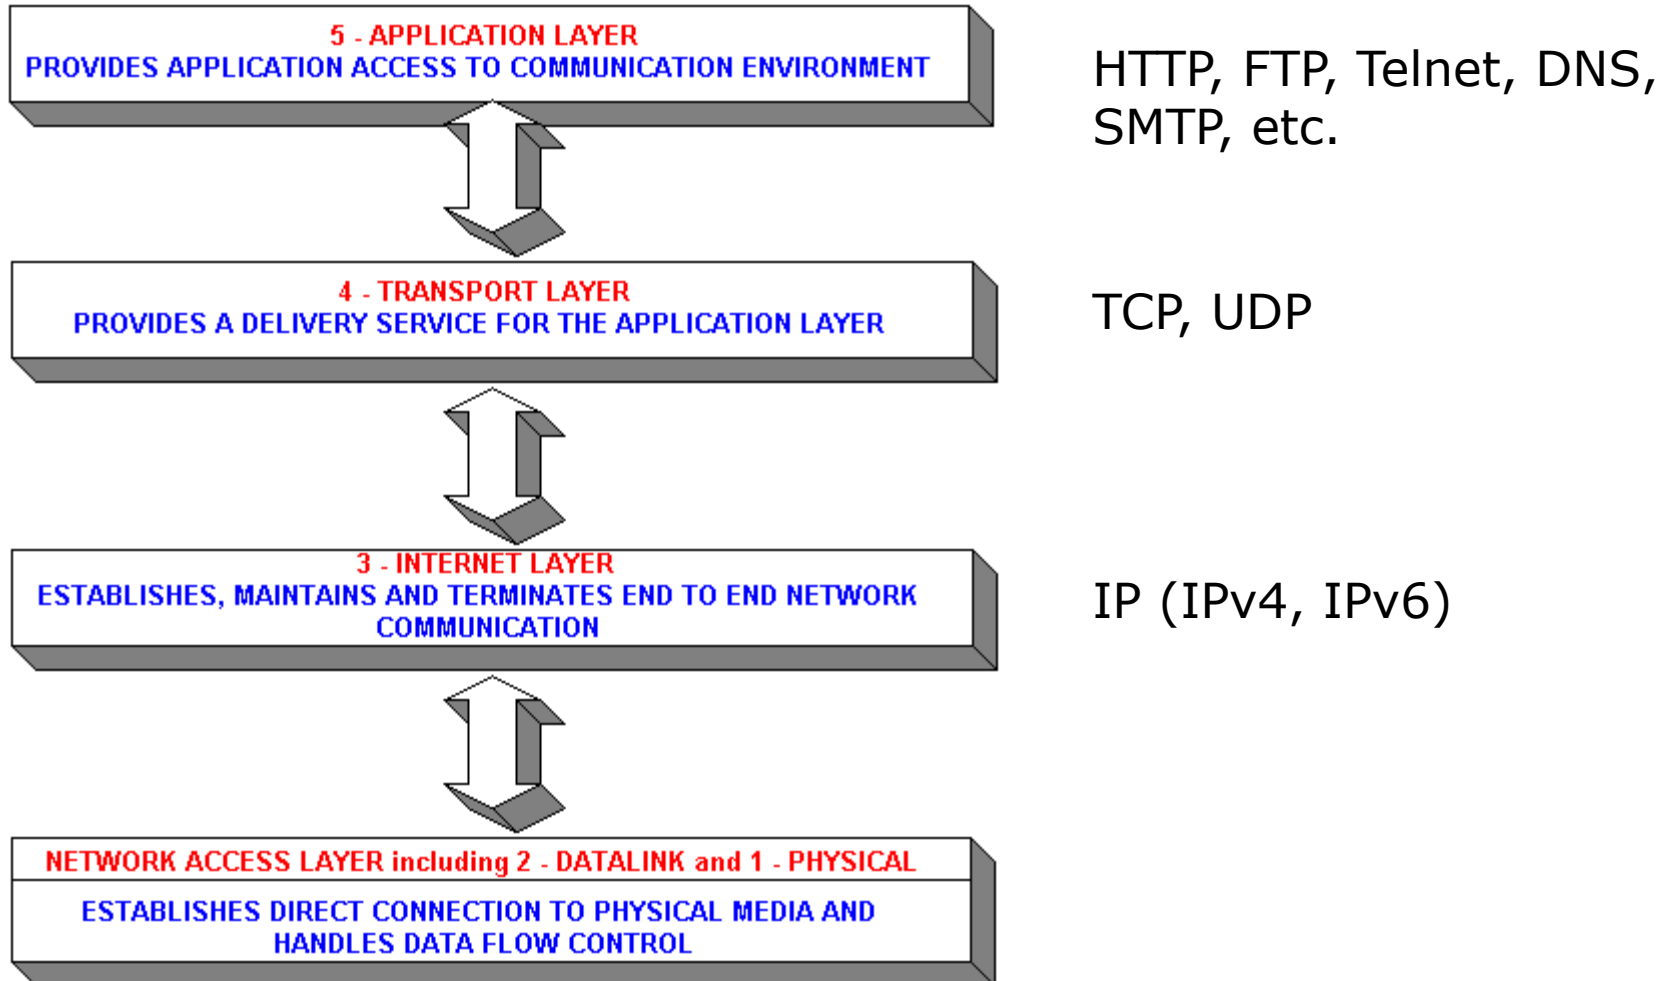 5 - APPLICATION LAYER
PROVIDES APPLICATION ACCESS TO COMMUNICATION ENVIRONMENT
HTTP, FTP, Telnet, DNS,
SMTP, etc.
4 - TRANSPORT LAYER
PROVIDES A DELIVERY SERVICE FOR THE APPLICATION LAYER
TCP, UDP
3 - INTERNET LAYER
ESTABLISHES, MAINTAINS AND TERMINATES END TO END NETWORK
COMMUNICATION
IP (IPv4, IPv6)
NETWORK ACCESS LAYER including 2 - DATALINK and 1 - PHYSICAL
ESTABLISHES DIRECT CONNECTION TO PHYSICAL MEDIA AND
HANDLES DATA FLOW CONTROL